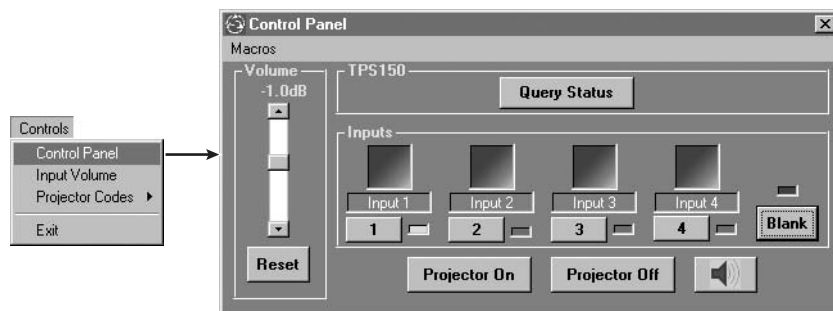 Controls
Control Panel
Input Volume
Projector Codes
Exit
Control Panel
Macros
Volume
-1.0dB
Reset
TPS150
Query Status
Inputs
Input 1 Input 2 Input 3 Input 4
1 2 3 4 Blank
Projector On Projector Off